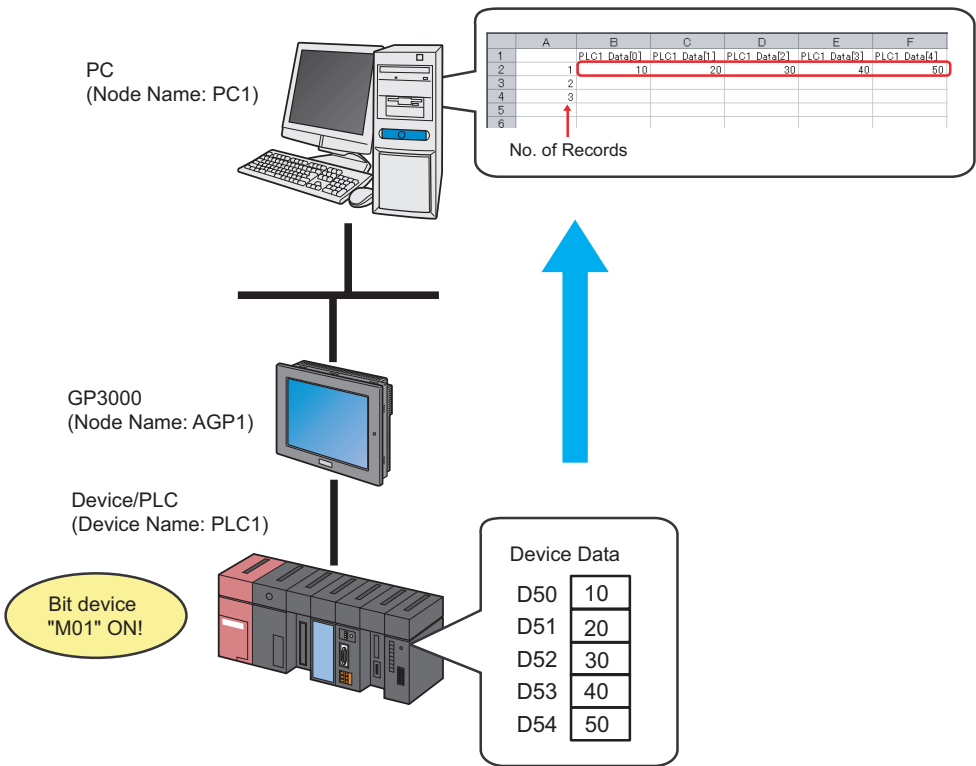 PC
(Node Name: PC1)
A B C D E F
1 PLC1 Data[0] PLC1 Data[1] PLC1 Data[2] PLC1 Data[3] PLC1 Data[4]
2 1 10 20 30 40 50
3 2
4 3
5
6
No. of Records
GP3000
(Node Name: AGP1)
Device/PLC
(Device Name: PLC1)
Bit device
"M01" ON!
Device Data
D50 10
D51 20
D52 30
D53 40
D54 50